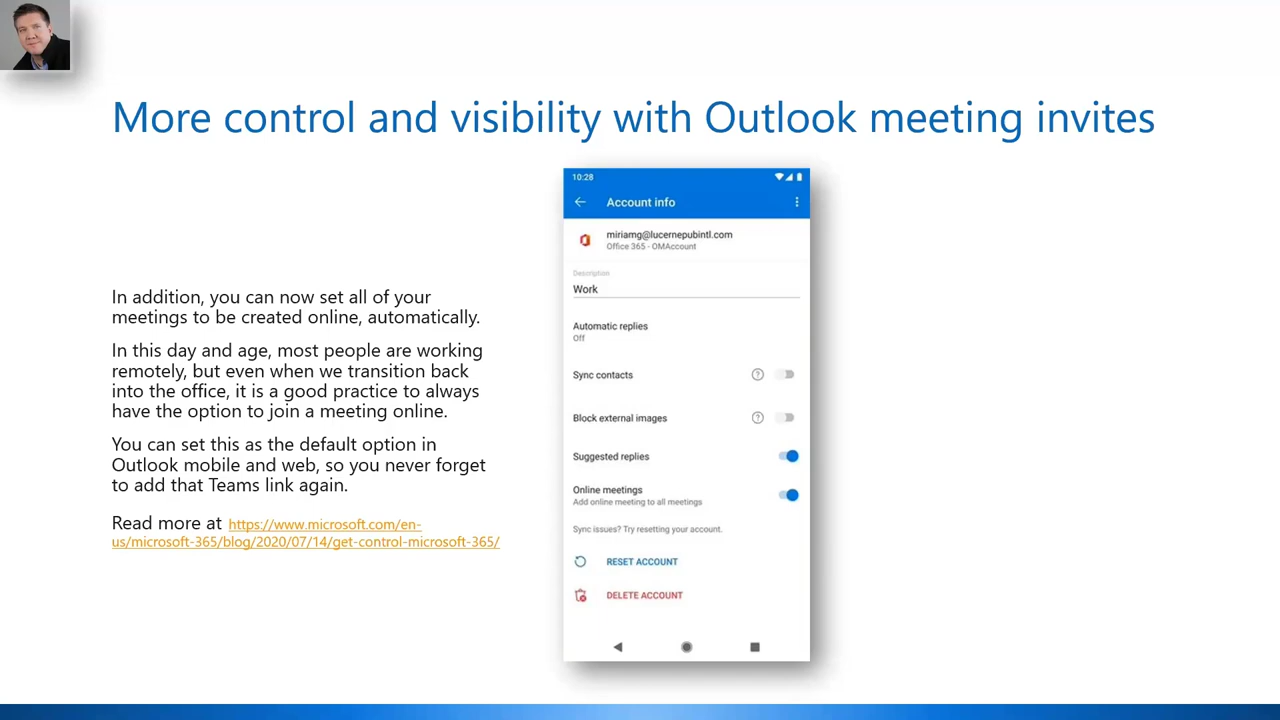 More control and visibility with Outlook meeting invites
In addition, you can now set all of your
meetings to be created online, automatically.
In this day and age, most people are working
remotely, but even when we transition back
into the office, it is a good practice to always
have the option to join a meeting online.
You can set this as the default option in
Outlook mobile and web, so you never forget
to add that Teams link again.
Read more at https://www.microsoft.com/en-
us/microsoft-365/blog/2020/07/14/get-control-microsoft-365/
10:28
Account info
miriamg@lucernepubintl.com
Office 365 - OMAccount
Description
Work
Automatic replies
Off
Sync contacts
Block external images
Suggested replies
Online meetings
Add online meeting to all meetings
Sync issues? Try resetting your account.
RESET ACCOUNT
DELETE ACCOUNT